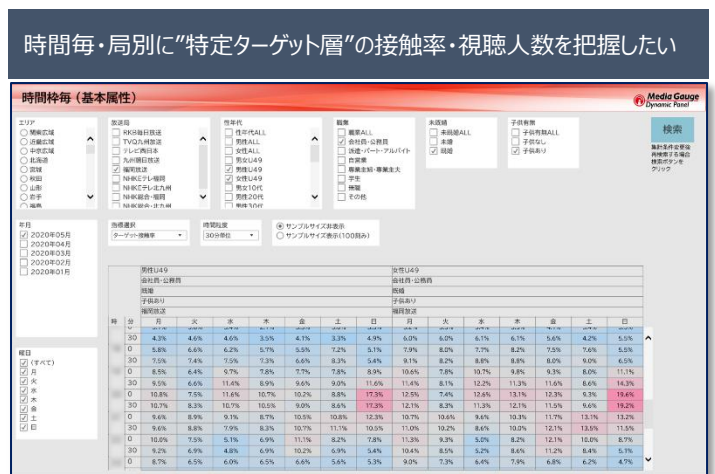 時間毎・局別に”特定ターゲット層”の接触率・視聴人数を把握したい
時間枠毎（基本属性）
Media Gauge
Dynamic Panel
エリア
関東広域
近畿広域
中京広域
北海道
宮城
秋田
山形
岩手
福島
放送局
RKB毎日放送
TVQ九州放送
テレビ西日本
九州朝日放送
福岡放送
NHKEテレ福岡
NHKEテレ北九州
NHK総合・福岡
NHK総合・北九州
性年代
性年代ALL
男性ALL
女性ALL
男女U49
男性U49
女性U49
男女10代
男性20代
男性30代
職業
職業ALL
会社員・公務員
派遣・パート・アルバイト
自営業
専業主婦・専業主夫
学生
無職
その他
未既婚
未既婚ALL
未婚
既婚
子供有無
子供有無ALL
子供なし
子供あり
検索
集計条件変更後
再検索する場合
検索ボタンを
クリック
年月
2020年05月
2020年04月
2020年03月
2020年02月
2020年01月
指標選択
ターゲット接触率
時間粒度
30分単位
サンプルサイズ非表示
サンプルサイズ表示(100刻み)
曜日
(すべて)
月
火
水
木
金
土
日
男性U49 女性U49
会社員・公務員
既婚
子供あり
福岡放送 福岡放送
時 分 月 火 水 木 金 土 日 月 火 水 木 金 土 日
30 4.3% 4.6% 4.6% 3.5% 4.1% 3.3% 4.9% 6.0% 6.0% 6.1% 6.1% 5.6% 4.2% 5.5%
0 5.8% 6.6% 6.2% 5.7% 5.5% 7.2% 5.1% 7.9% 8.0% 7.7% 8.2% 7.5% 7.6% 5.5%
30 7.5% 7.4% 7.5% 7.3% 6.6% 8.3% 5.4% 9.1% 8.2% 8.8% 8.8% 8.0% 9.0% 6.5%
0 8.5% 6.4% 9.7% 7.8% 7.7% 7.8% 8.9% 10.6% 7.8% 10.7% 9.8% 9.3% 8.0% 11.1%
30 9.5% 6.6% 11.4% 8.9% 9.6% 9.0% 11.6% 11.4% 8.1% 12.2% 11.3% 11.6% 8.6% 14.3%
0 10.8% 7.5% 11.6% 10.7% 10.2% 8.8% 17.3% 12.5% 7.4% 12.6% 13.1% 12.3% 9.3% 19.6%
30 10.7% 8.3% 10.7% 10.5% 9.0% 8.6% 17.3% 12.1% 8.3% 11.3% 12.1% 11.5% 9.6% 19.2%
0 9.6% 8.9% 9.1% 8.7% 10.5% 10.8% 12.3% 10.7% 10.6% 9.6% 10.3% 11.7% 13.1% 13.2%
30 9.6% 8.8% 7.9% 8.3% 10.7% 11.1% 10.5% 11.0% 10.2% 8.6% 10.0% 12.1% 13.5% 11.5%
0 10.0% 7.5% 5.1% 6.9% 11.1% 8.2% 7.8% 11.3% 9.3% 5.0% 8.2% 12.1% 10.0% 8.7%
30 9.2% 6.9% 4.8% 6.9% 10.2% 6.9% 5.4% 10.4% 8.5% 5.2% 8.6% 11.2% 8.4% 5.1%
0 8.7% 6.5% 6.0% 6.5% 6.6% 5.6% 5.3% 9.0% 7.3% 6.4% 7.9% 6.8% 6.2% 4.7%